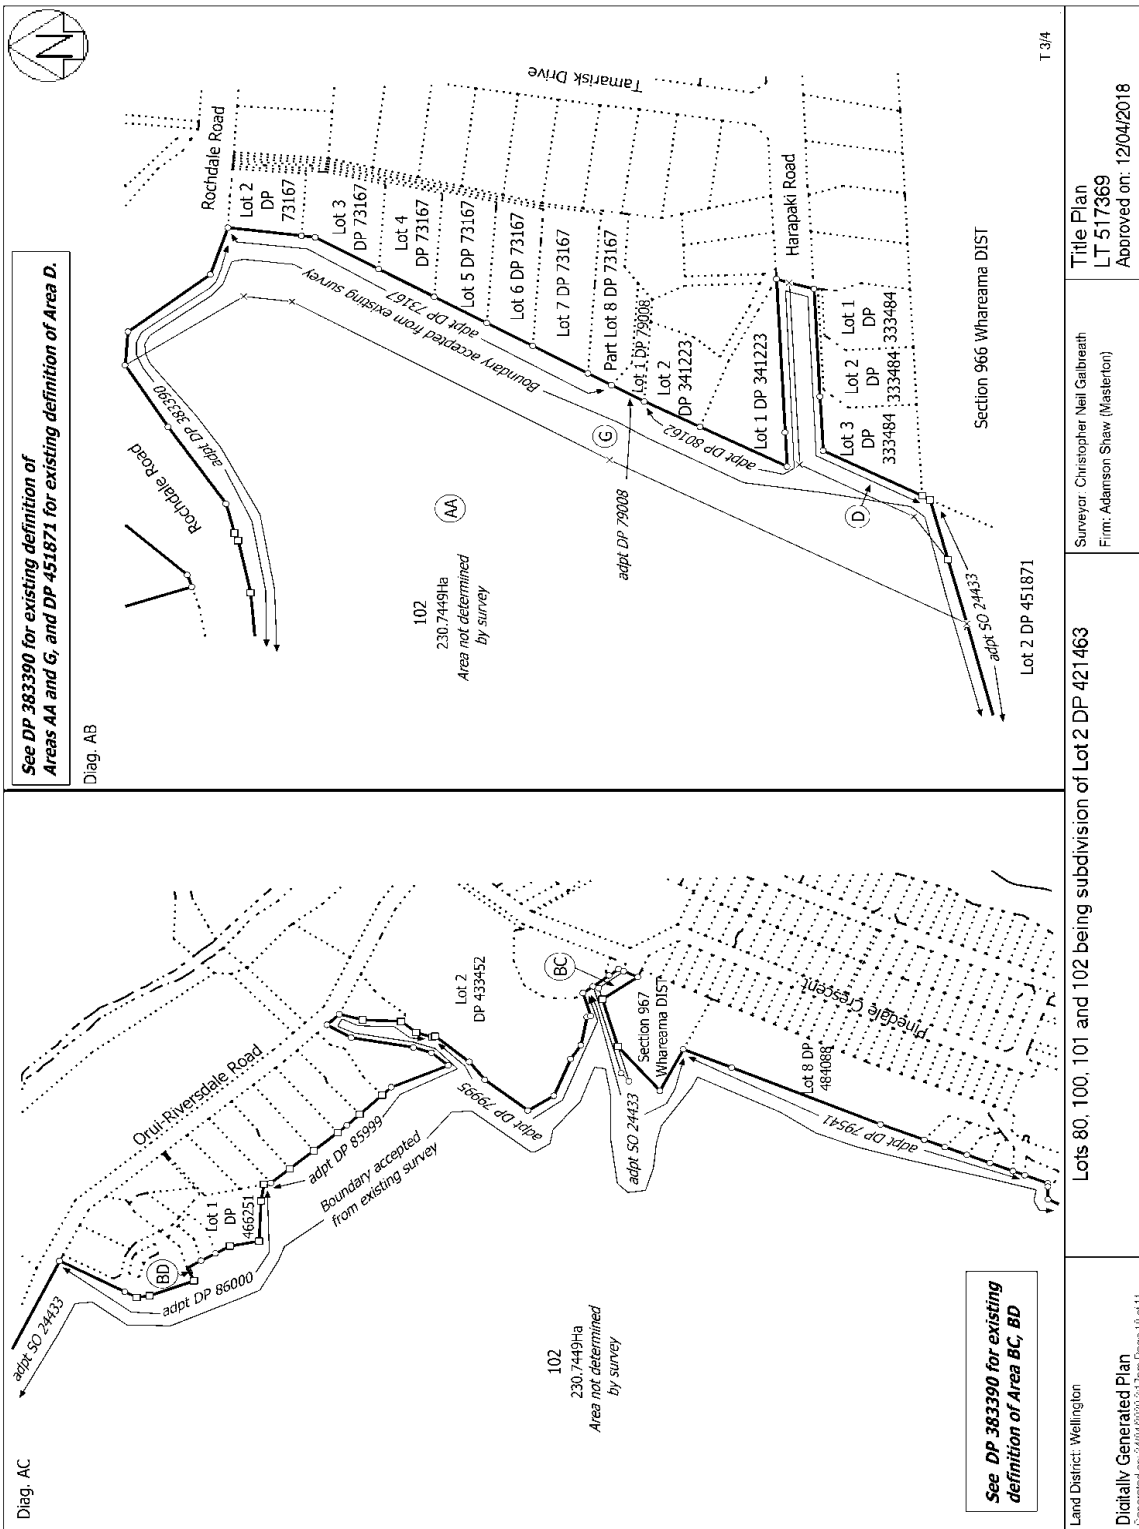 Diag. AC
adpt SO 24433
BD
adpt DP 86000
Lot 1
DP
466251
Orui-Riversdale Road
adpt DP 85999
Boundary accepted
from existing survey
adpt DP 79995
Lot 2
DP 433452
BC
adpt SO 24433
Section 967
Whareama DIST
Pinedale Crescent
Lot 8 DP
484088
adpt DP 79541
102
230.7449Ha
Area not determined
by survey
See DP 383390 for existing
definition of Area BC, BD
See DP 383390 for existing definition of
Areas AA and G, and DP 451871 for existing definition of Area D.
Diag. AB
N
Rochdale Road
adpt DP 383390
Rochdale Road
Lot 2
DP
73167
Lot 3
DP 73167
Lot 4
DP 73167
Lot 5 DP 73167
Lot 6 DP 73167
Lot 7 DP 73167
Part Lot 8 DP 73167
Lot 1 DP 79008
Lot 2
DP 341223
Lot 1 DP 341223
Tamarisk Drive
Harapaki Road
adpt DP 73167
Boundary accepted from existing survey
AA
G
102
230.7449Ha
Area not determined
by survey
adpt DP 79008
adpt DP 80162
D
Lot 3
DP
333484
Lot 2
DP
333484
Lot 1
DP
333484
adpt SO 24433
Lot 2 DP 451871
Section 966 Whareama DIST
T 3/4
Land District: Wellington
Digitally Generated Plan
Lots 80, 100, 101 and 102 being subdivision of Lot 2 DP 421463
Surveyor: Christopher Neil Galbreath
Firm: Adamson Shaw (Masterton)
Title Plan
LT 517369
Approved on: 12/04/2018